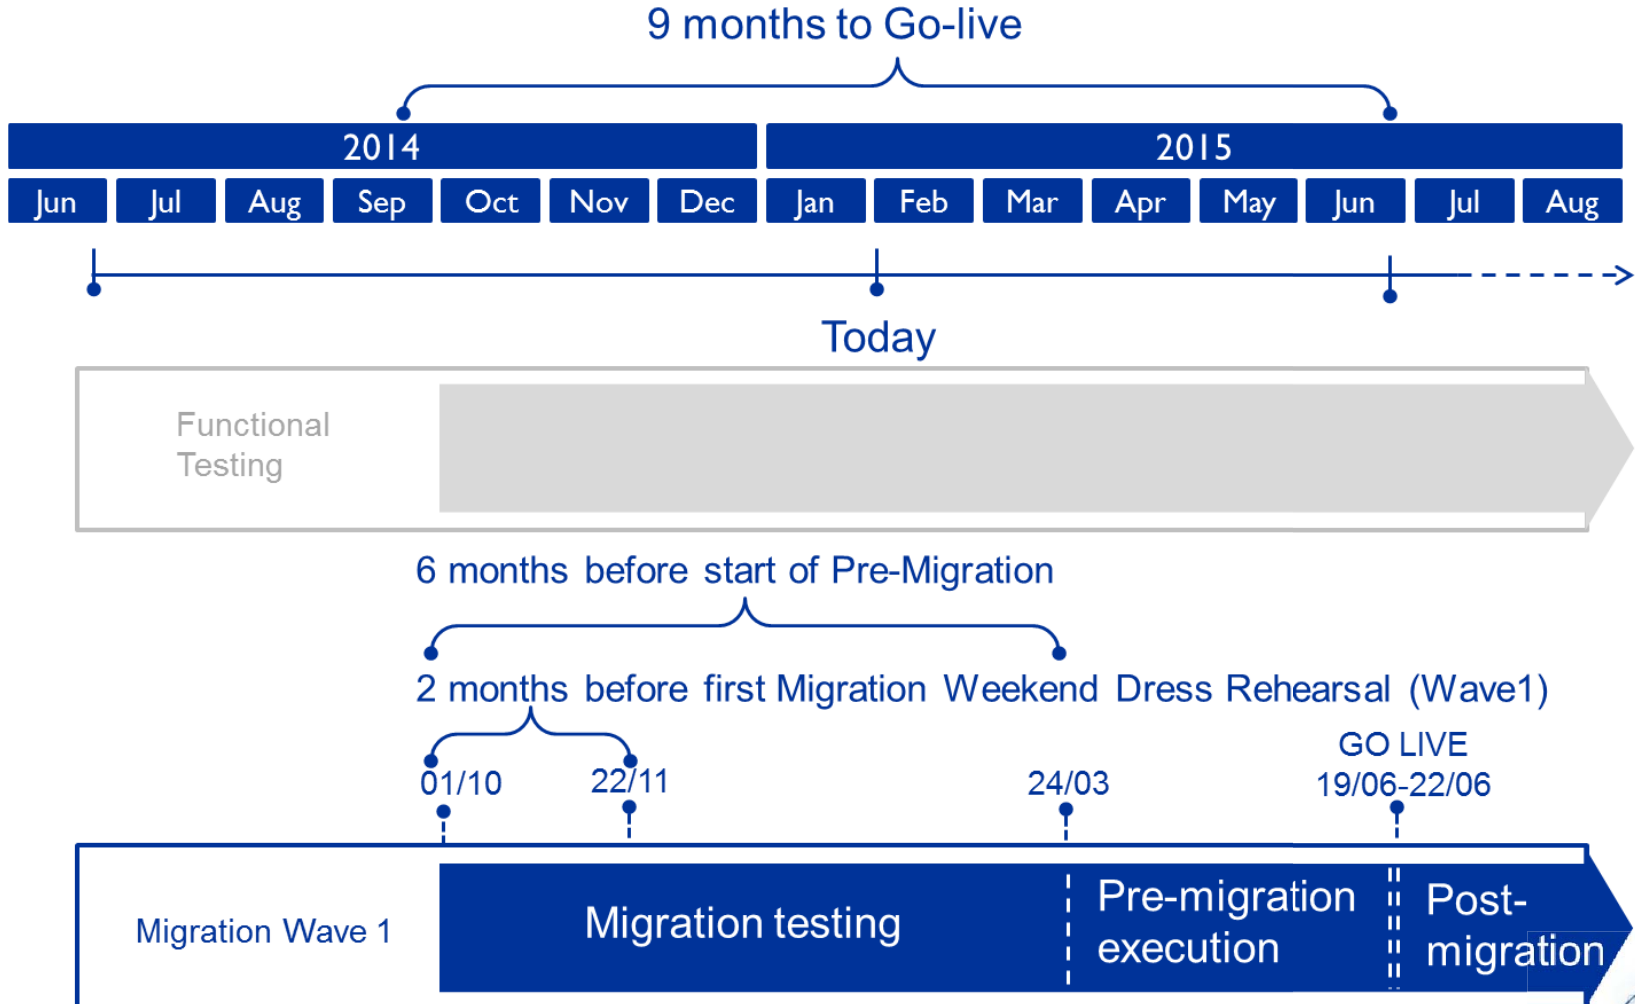 9 months to Go-live
2014 2015
Jun Jul Aug Sep Oct Nov Dec Jan Feb Mar Apr May Jun Jul Aug
Today
Functional
Testing
6 months before start of Pre-Migration
2 months before first Migration Weekend Dress Rehearsal (Wave1)
GO LIVE
01/10 22/11 24/03 19/06-22/06
Migration Wave 1
Migration testing
Pre-migration
execution
Post-
migration